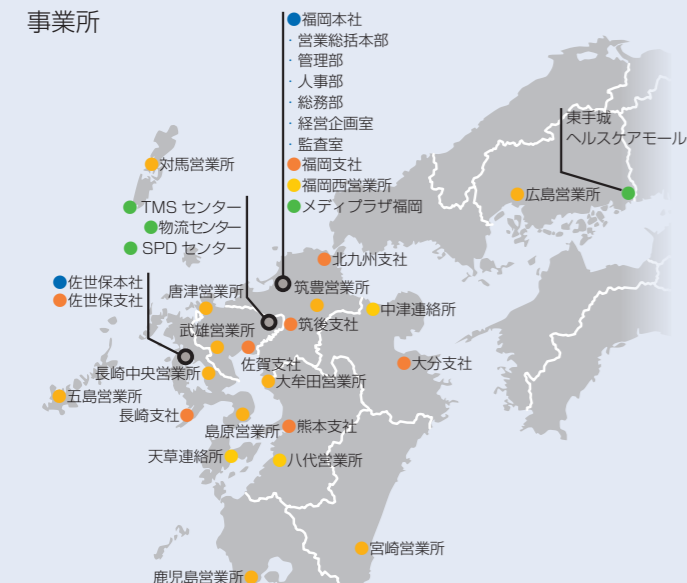 事業所
福岡本社
・営業総括本部
・管理部
・人事部
・総務部
・経営企画室
・監査室
福岡支社
福岡西営業所
メディプラザ福岡
東手城
ヘルスケアモール
対馬営業所
広島営業所
TMS センター
物流センター
SPD センター
北九州支社
佐世保本社
佐世保支社
唐津営業所
筑豊営業所
中津連絡所
武雄営業所
筑後支社
佐賀支社
大分支社
長崎中央営業所
大牟田営業所
五島営業所
長崎支社
島原営業所
熊本支社
天草連絡所
八代営業所
宮崎営業所
鹿児島営業所